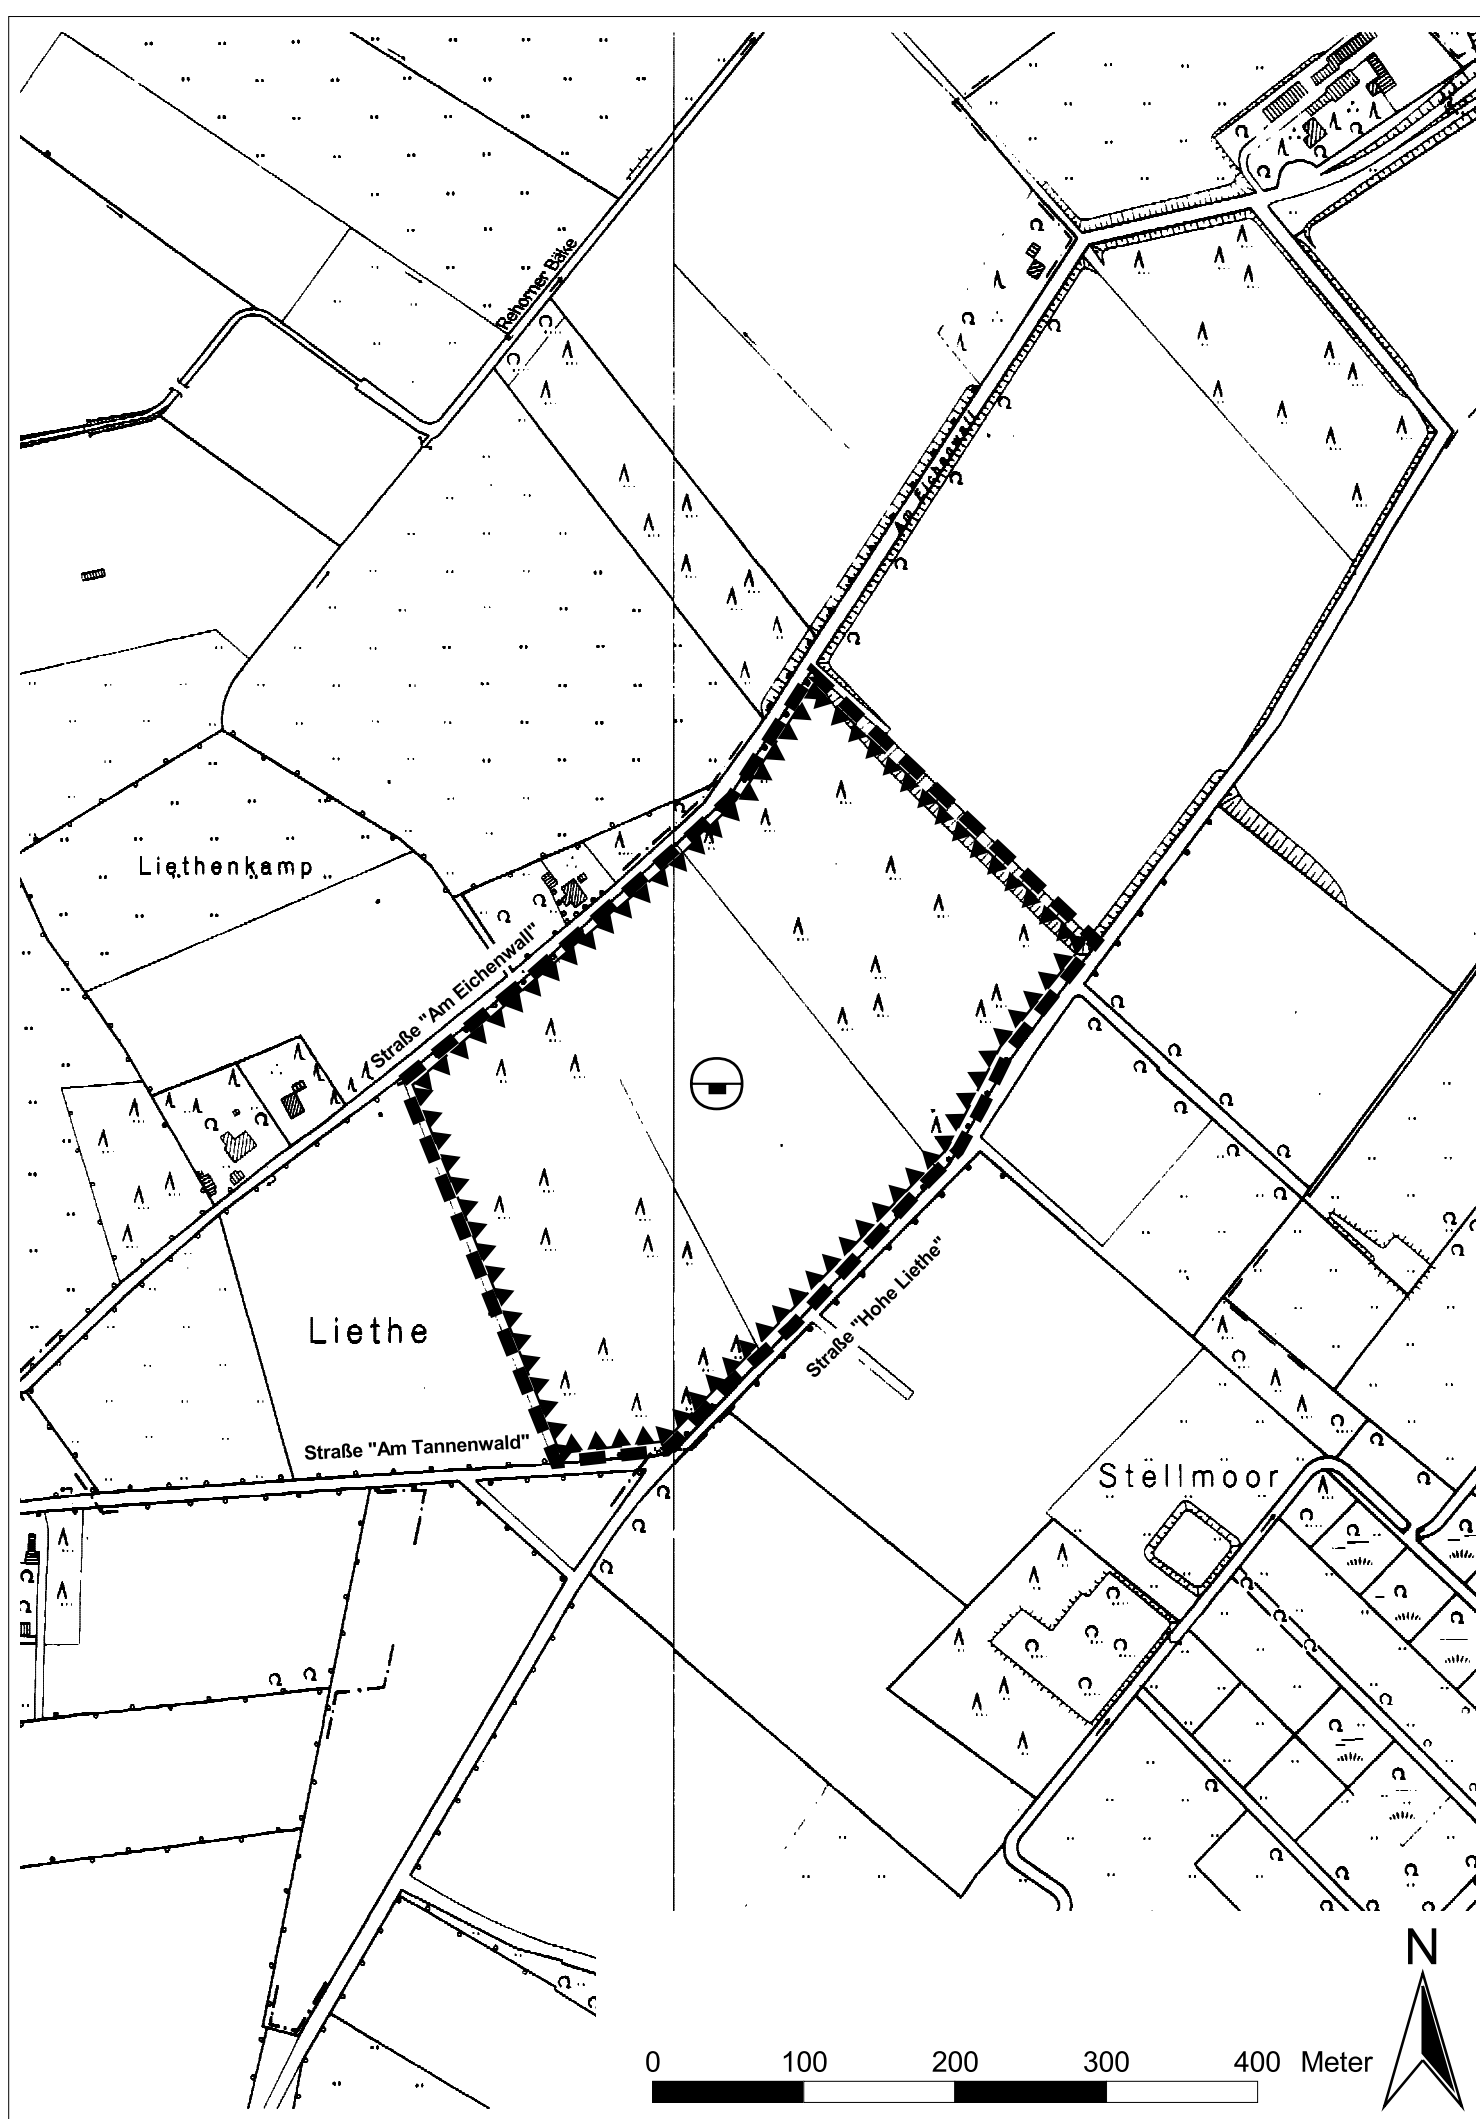 Rehorner Bäke
Am Eichenwall
Liethenkamp
Straße "Am Eichenwall"
Liethe
Straße "Hohe Liethe"
Straße "Am Tannenwald"
Stellmoor
N
0 100 200 300 400 Meter